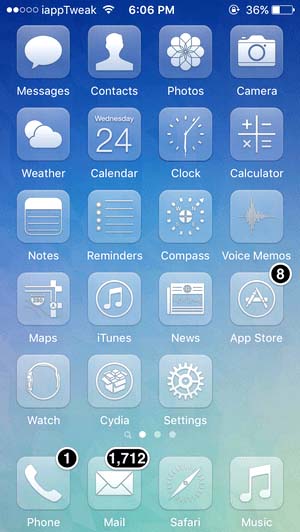 iappTweak 6:06 PM 36%
Messages Contacts Photos Camera
Wednesday
24
Weather Calendar Clock Calculator
Notes Reminders Compass Voice Memos
8
280
Maps iTunes News App Store
Watch Cydia Settings
1 1,712
Phone Mail Safari Music